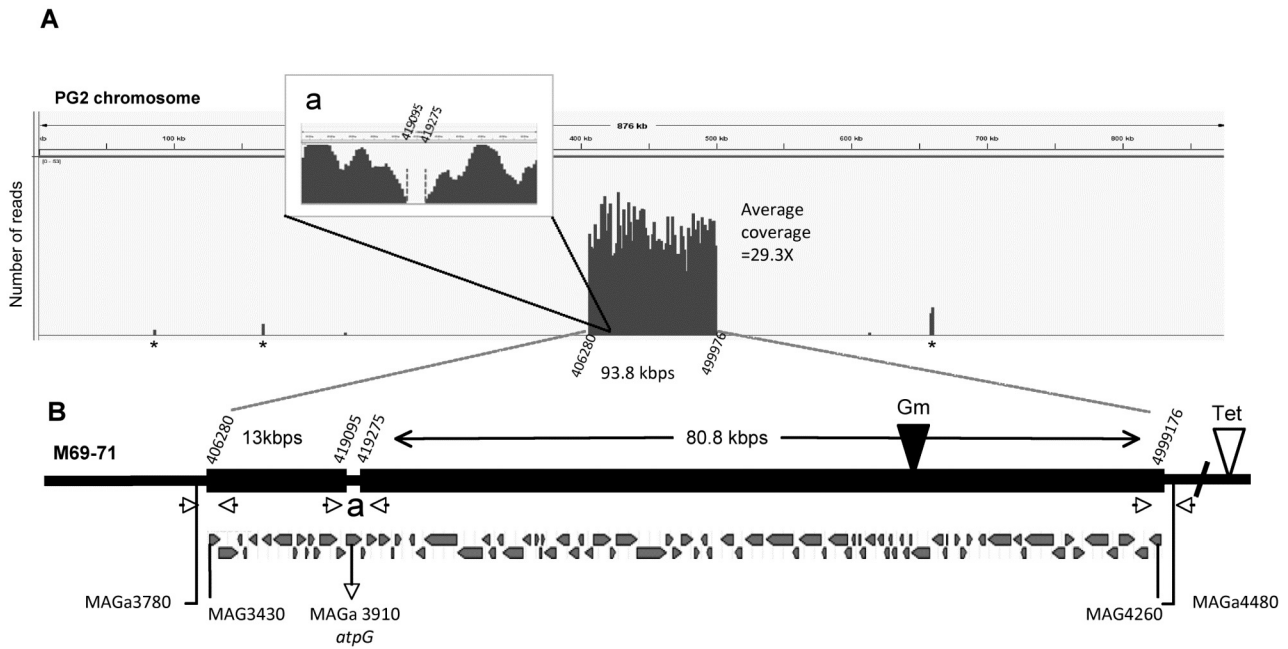 A
PG2 chromosome
a
419095
419275
876 kb
100 kb
400 kb
500 kb
600 kb
700 kb
800 kb
[0 - 53]
Number of reads
Average
coverage
=29.3X
*
*
*
406280
93.8 kbps
499976
B
M69-71
406280
13kbps
419095
419275
80.8 kbps
Gm
4999176
Tet
a
MAGa3780
MAG3430
MAGa 3910
atpG
MAG4260
MAGa4480